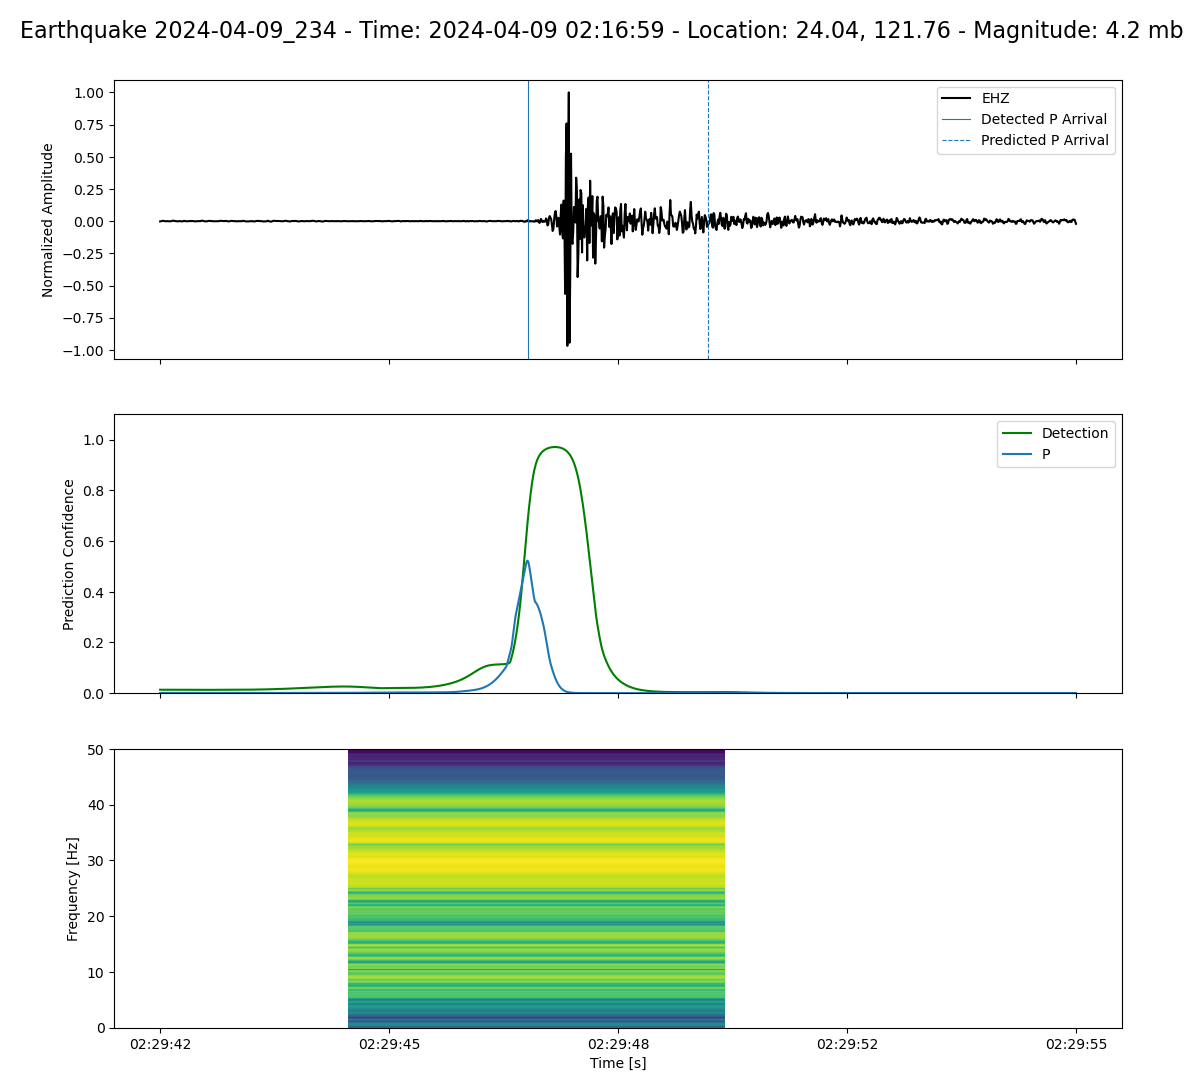 Earthquake 2024-04-09_234 - Time: 2024-04-09 02:16:59 - Location: 24.04, 121.76 - Magnitude: 4.2 mb
1.00
0.75
0.50
0.25
0.00
−0.25
−0.50
−0.75
−1.00
Normalized Amplitude
EHZ
Detected P Arrival
Predicted P Arrival
1.0
0.8
0.6
0.4
0.2
0.0
Prediction Confidence
Detection
P
50
40
30
20
10
0
Frequency [Hz]
02:29:42 02:29:45 02:29:48 02:29:52 02:29:55
Time [s]